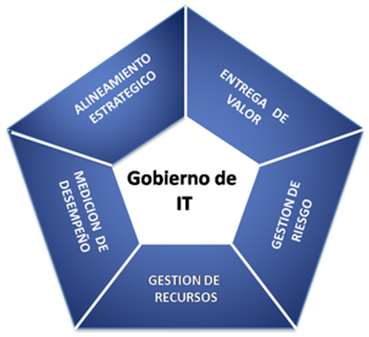 ALINEAMIENTO
ESTRATEGICO
ENTREGA DE
VALOR
Gobierno de
IT
MEDICION DE
DESEMPEÑO
GESTION DE
RIESGO
GESTION DE
RECURSOS